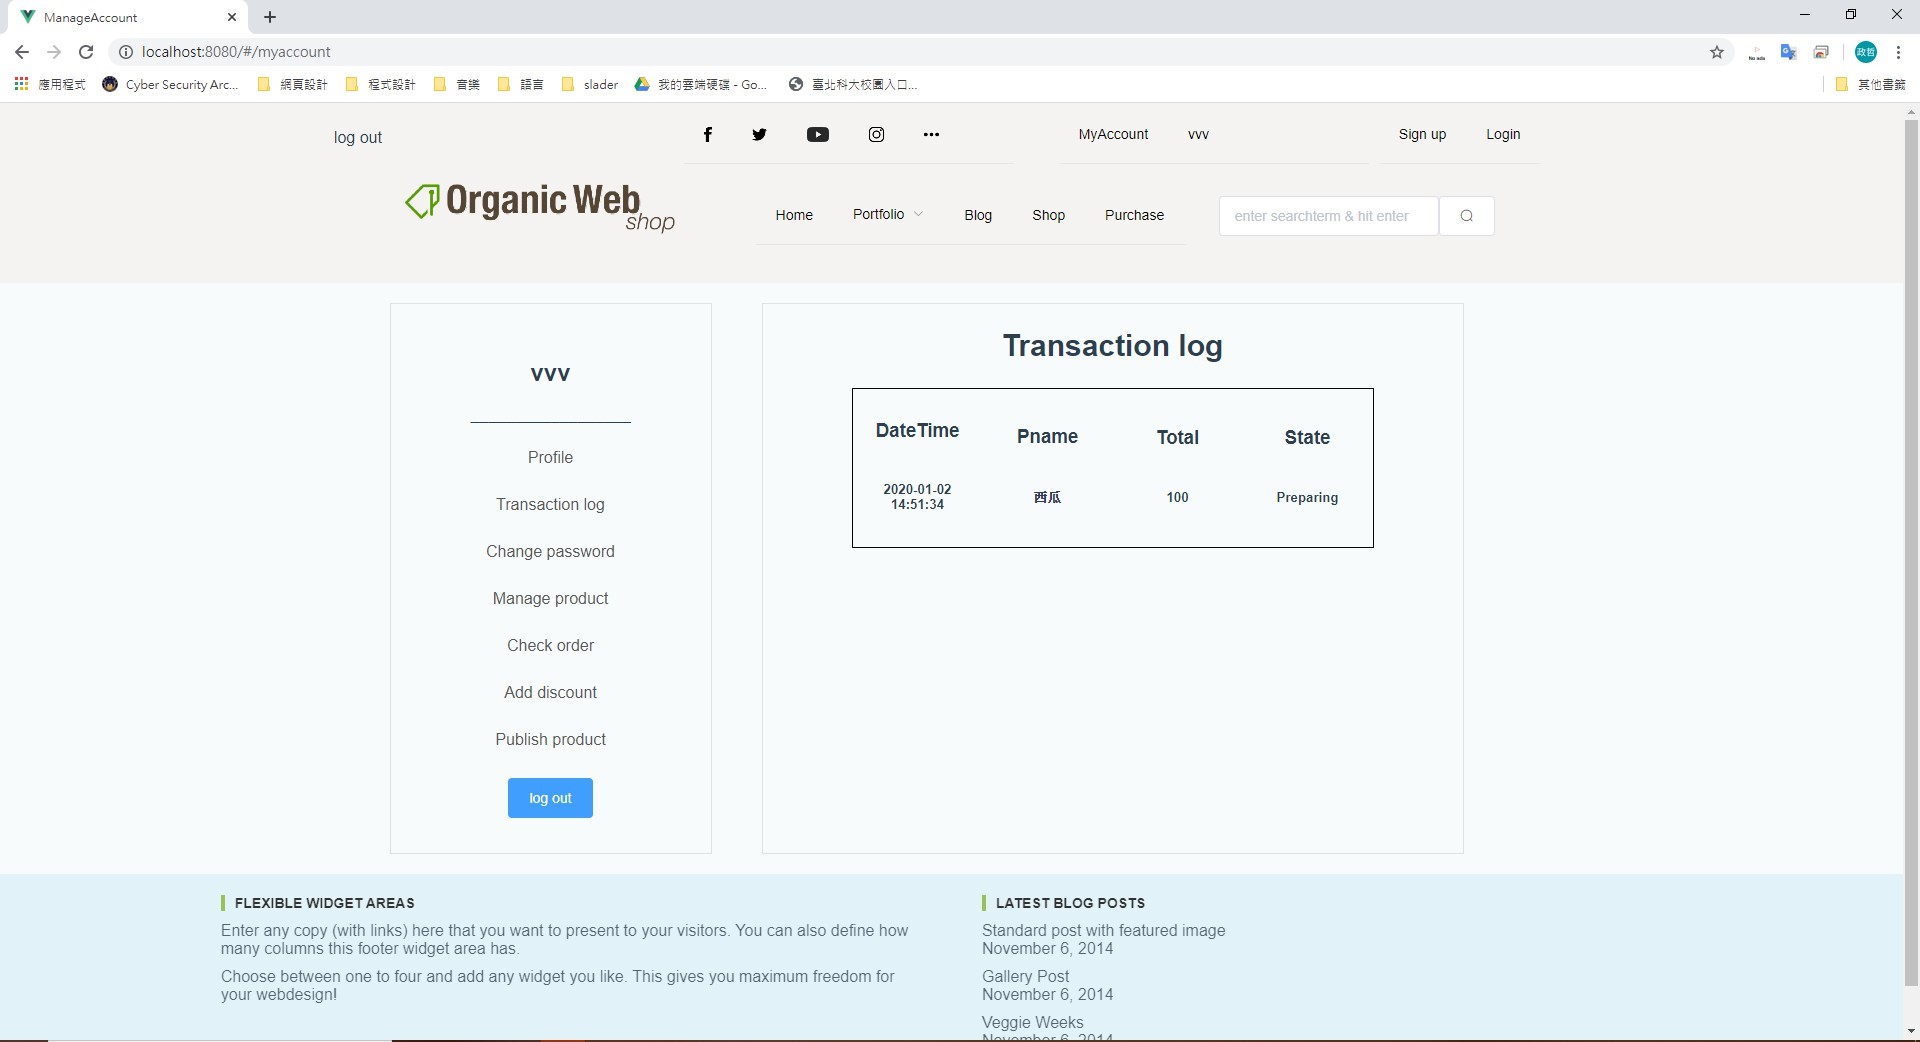 ManageAccount
localhost:8080/#/myaccount
No ads
政哲
應用程式
Cyber Security Arc...
網頁設計
程式設計
音樂
語言
slader
我的雲端硬碟 - Go...
臺北科大校園入口...
其他書籤
log out
MyAccount
vvv
Sign up
Login
Organic Web
shop
Home
Portfolio
Blog
Shop
Purchase
enter searchterm & hit enter
vvv
Profile
Transaction log
Change password
Manage product
Check order
Add discount
Publish product
log out
Transaction log
DateTime Pname Total State
2020-01-02
14:51:34
西瓜 100 Preparing
FLEXIBLE WIDGET AREAS
Enter any copy (with links) here that you want to present to your visitors. You can also define how
many columns this footer widget area has.
Choose between one to four and add any widget you like. This gives you maximum freedom for
your webdesign!
LATEST BLOG POSTS
Standard post with featured image
November 6, 2014
Gallery Post
November 6, 2014
Veggie Weeks
November 6, 2014